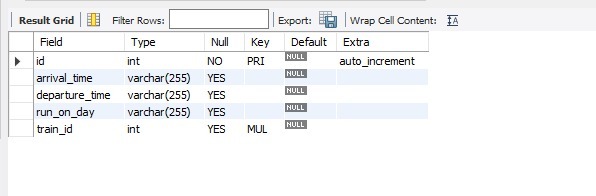 Result Grid Filter Rows: Export: Wrap Cell Content: IA
Field Type Null Key Default Extra
id int NO PRI NULL auto_increment
arrival_time varchar(255) YES NULL
departure_time varchar(255) YES NULL
run_on_day varchar(255) YES NULL
train_id int YES MUL NULL